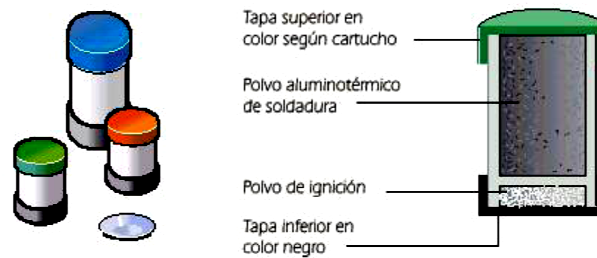 Tapa superior en
color según cartucho
Polvo aluminotérmico
de soldadura
Polvo de ignición
Tapa inferior en
color negro